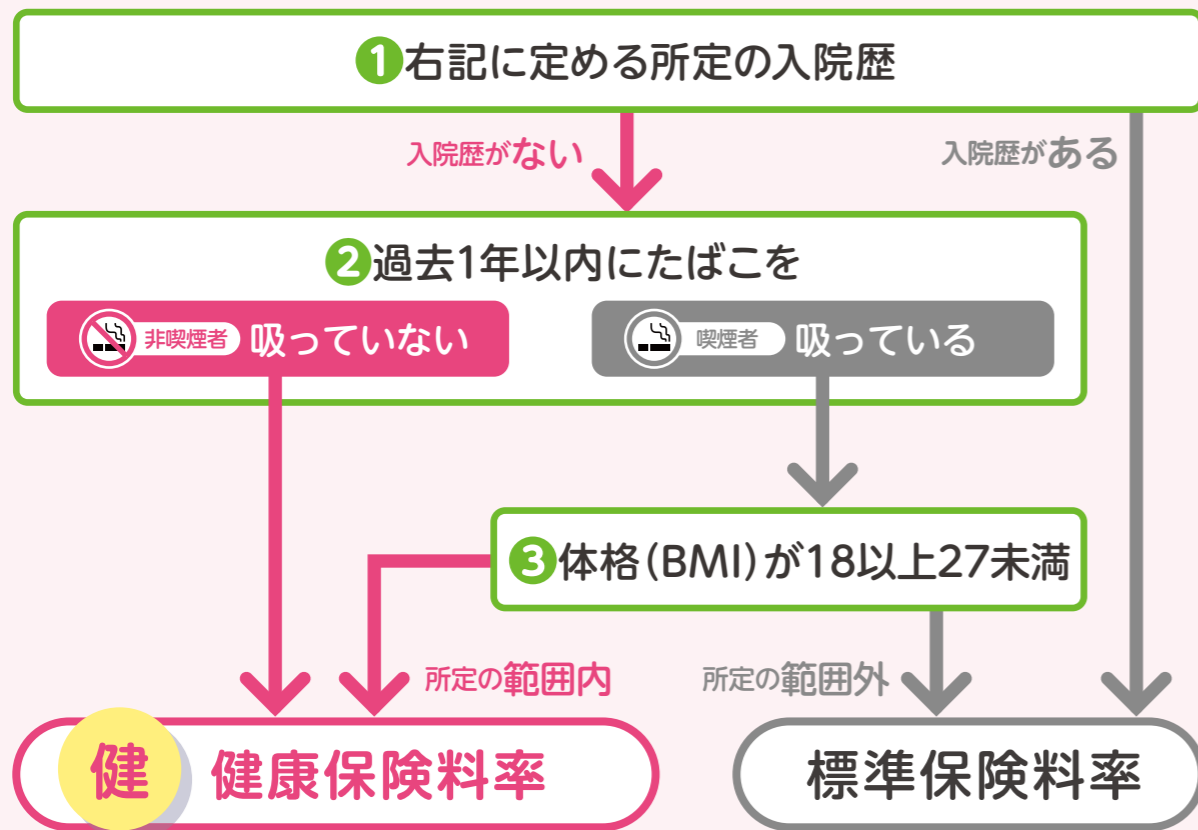 ❶右記に定める所定の入院歴
入院歴がない
入院歴がある
❷過去1年以内にたばこを
非喫煙者 吸っていない
喫煙者 吸っている
❸体格(BMI)が18以上27未満
所定の範囲内
所定の範囲外
健 健康保険料率
標準保険料率